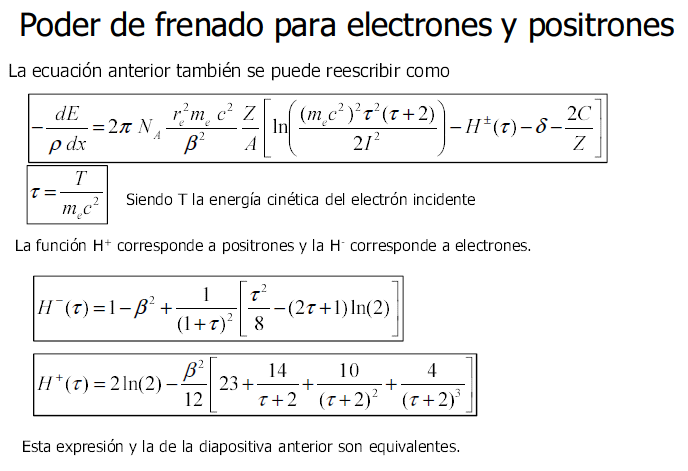 Poder de frenado para electrones y positrones
La ecuación anterior también se puede reescribir como
$-\frac{dE}{\rho\, dx} = 2\pi\, N_A\, \frac{r_e^2 m_e\, c^2}{\beta^2} \frac{Z}{A} \left[ \ln\left( \frac{(m_e c^2)^2 \tau^2 (\tau+2)}{2I^2} \right) - H^{\pm}(\tau) - \delta - \frac{2C}{Z} \right]$
$\tau = \frac{T}{m_e c^2}$ Siendo T la energía cinética del electrón incidente
La función H⁺ corresponde a positrones y la H⁻ corresponde a electrones.
$H^-(\tau) = 1 - \beta^2 + \frac{1}{(1+\tau)^2} \left[ \frac{\tau^2}{8} - (2\tau+1)\ln(2) \right]$
$H^+(\tau) = 2\ln(2) - \frac{\beta^2}{12} \left[ 23 + \frac{14}{\tau+2} + \frac{10}{(\tau+2)^2} + \frac{4}{(\tau+2)^3} \right]$
Esta expresión y la de la diapositiva anterior son equivalentes.